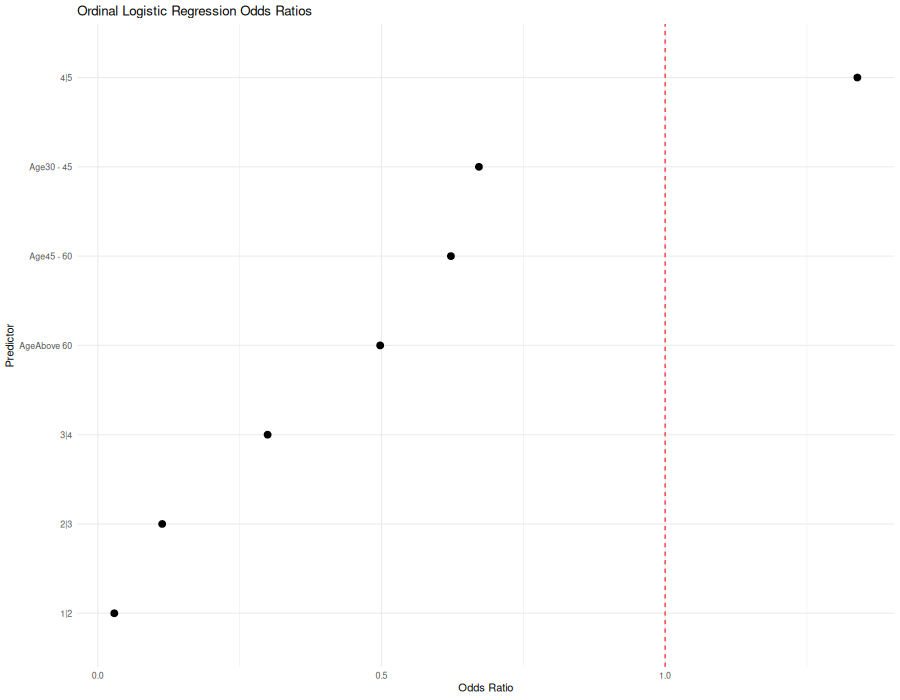 Ordinal Logistic Regression Odds Ratios
4|5
Age30 - 45
Age45 - 60
AgeAbove 60
3|4
2|3
1|2
Predictor
0.0 0.5 1.0
Odds Ratio